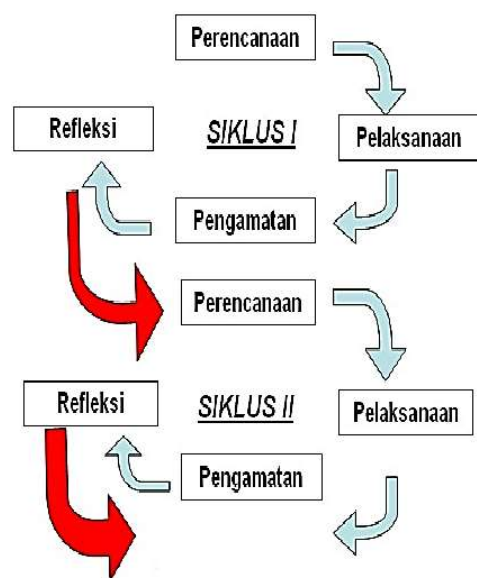 Perencanaan
Refleksi
SIKLUS I
Pelaksanaan
Pengamatan
Perencanaan
Refleksi
SIKLUS II
Pelaksanaan
Pengamatan